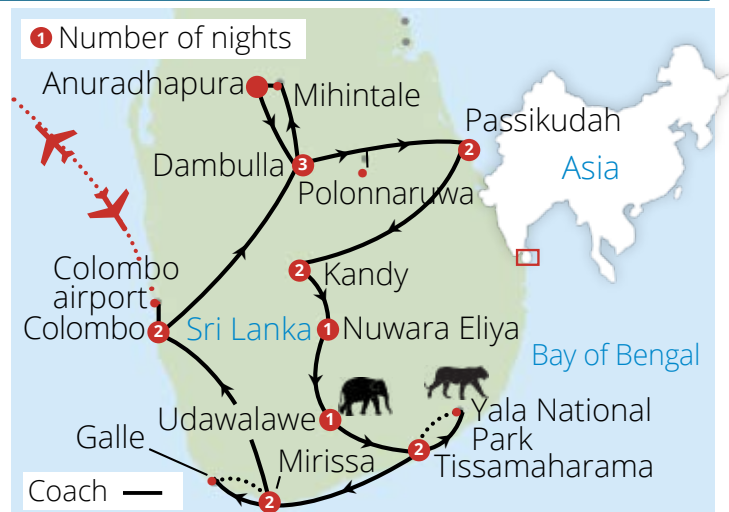 1 Number of nights
Anuradhapura
Mihintale
Passikudah
2
Asia
Dambulla
3
Polonnaruwa
2
Kandy
Colombo
airport
Colombo
2
Sri Lanka
1
Nuwara Eliya
Bay of Bengal
Udawalawe
1
Yala National
Park
Galle
2
Tissamaharama
Mirissa
2
Coach